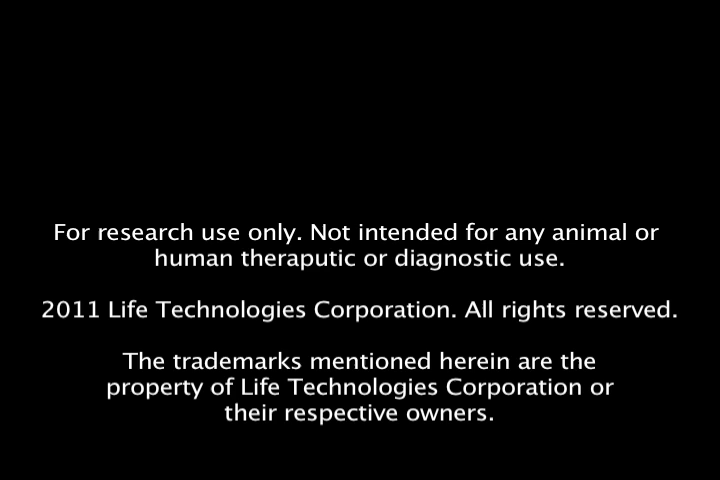 For research use only. Not intended for any animal or
human theraputic or diagnostic use.
2011 Life Technologies Corporation. All rights reserved.
The trademarks mentioned herein are the
property of Life Technologies Corporation or
their respective owners.